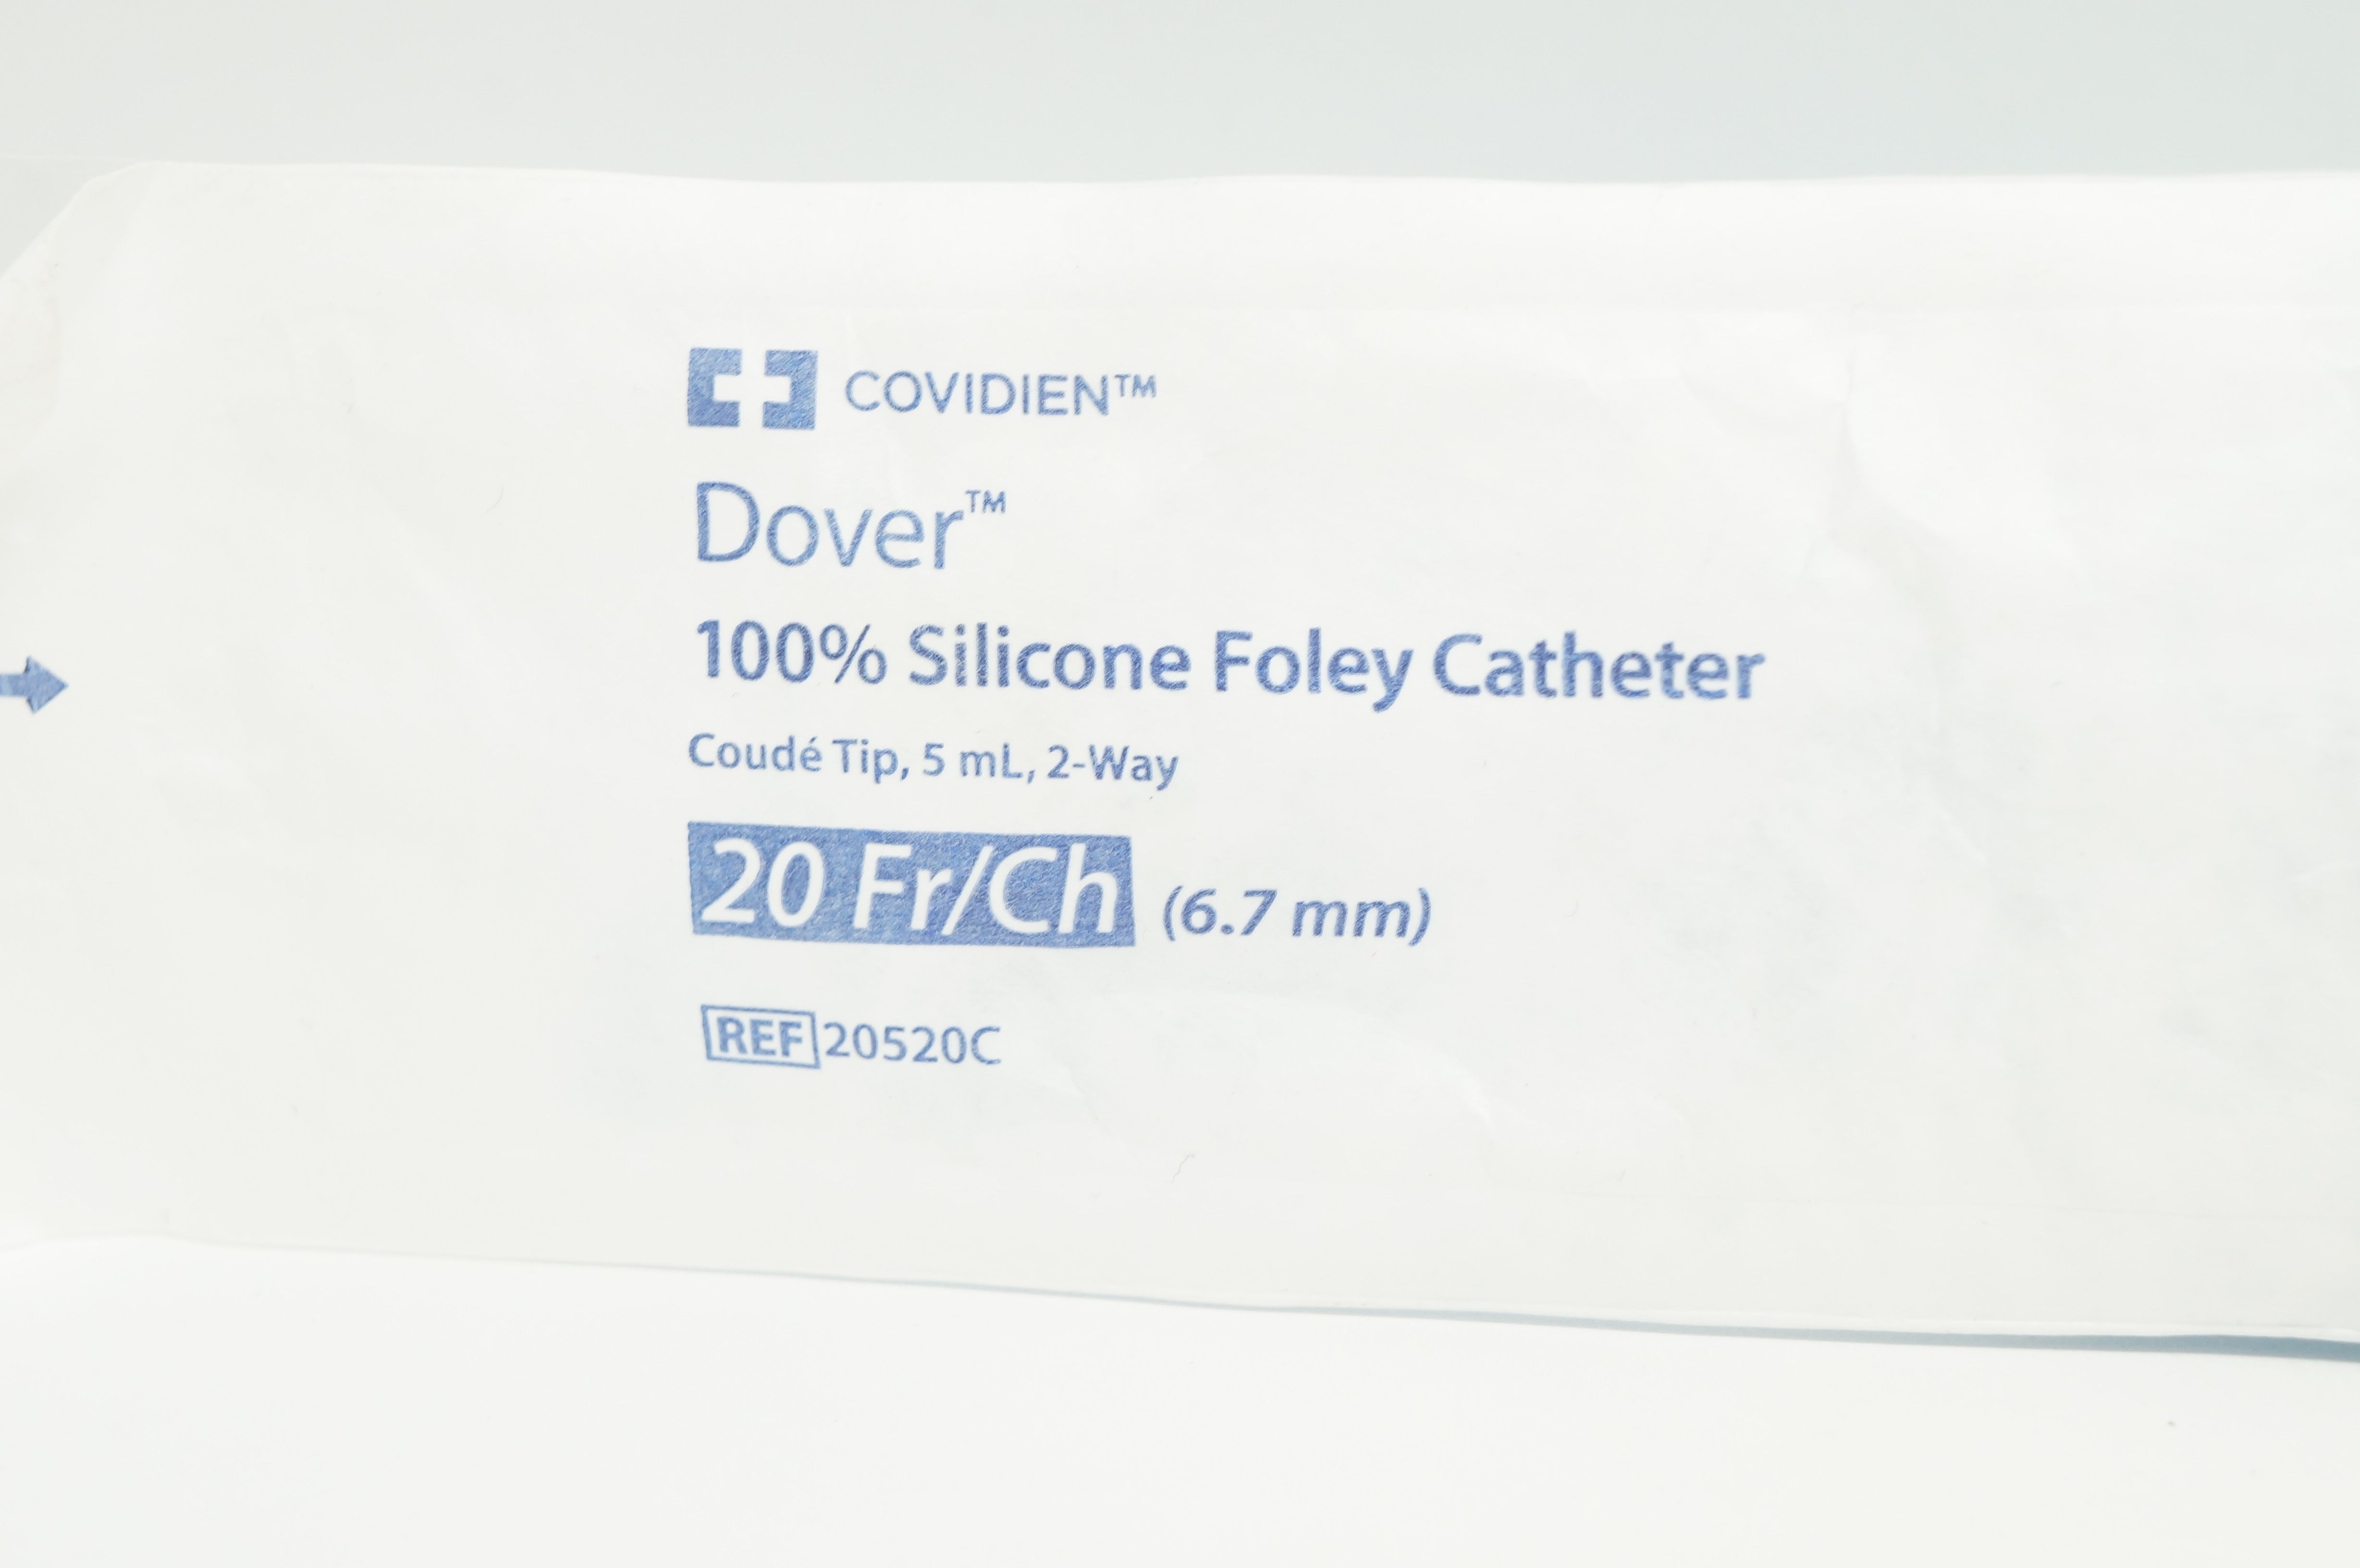 COVIDIEN™
Dover™
100% Silicone Foley Catheter
Coudé Tip, 5 mL, 2-Way
20 Fr/Ch (6.7 mm)
REF 20520C